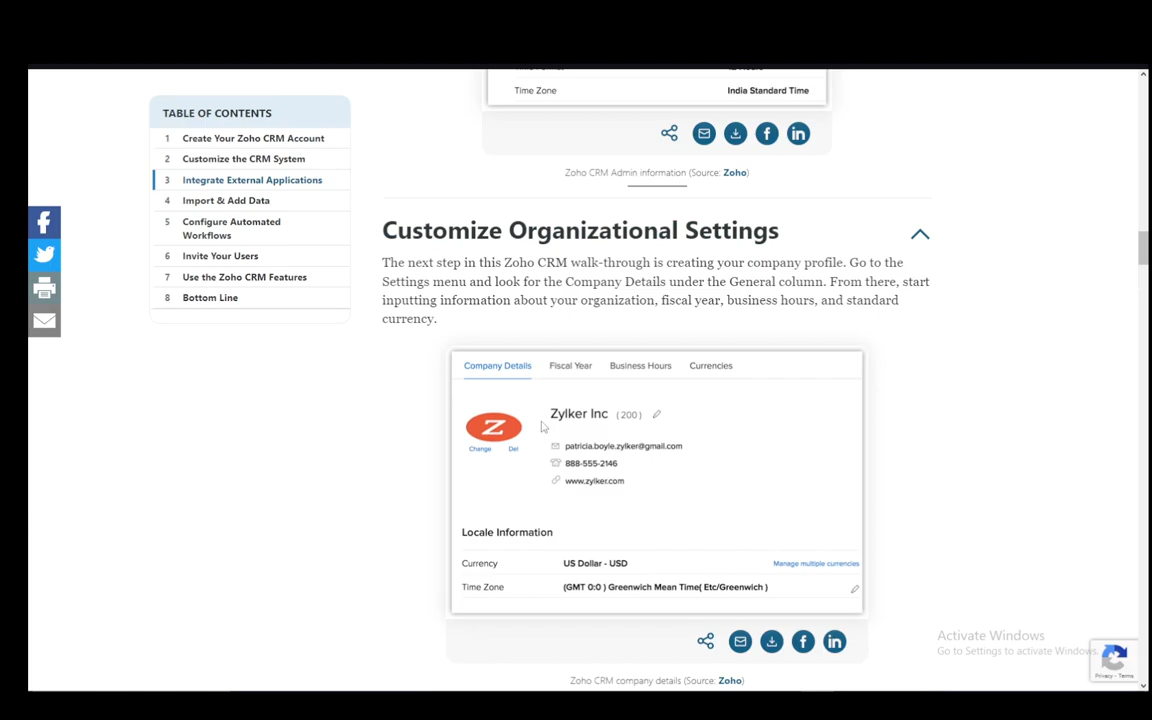 Time Zone India Standard Time
TABLE OF CONTENTS
1 Create Your Zoho CRM Account
2 Customize the CRM System
3 Integrate External Applications
4 Import & Add Data
5 Configure Automated
Workflows
6 Invite Your Users
7 Use the Zoho CRM Features
8 Bottom Line
Zoho CRM Admin information (Source: Zoho)
Customize Organizational Settings
The next step in this Zoho CRM walk-through is creating your company profile. Go to the
Settings menu and look for the Company Details under the General column. From there, start
inputting information about your organization, fiscal year, business hours, and standard
currency.
Company Details Fiscal Year Business Hours Currencies
Z
Change Del
Zylker Inc (200)
patricia.boyle.zylker@gmail.com
888-555-2146
www.zylker.com
Locale Information
Currency US Dollar - USD Manage multiple currencies
Time Zone (GMT 0:0 ) Greenwich Mean Time( Etc/Greenwich )
Zoho CRM company details (Source: Zoho)
Activate Windows
Go to Settings to activate Windows.
Privacy - Terms